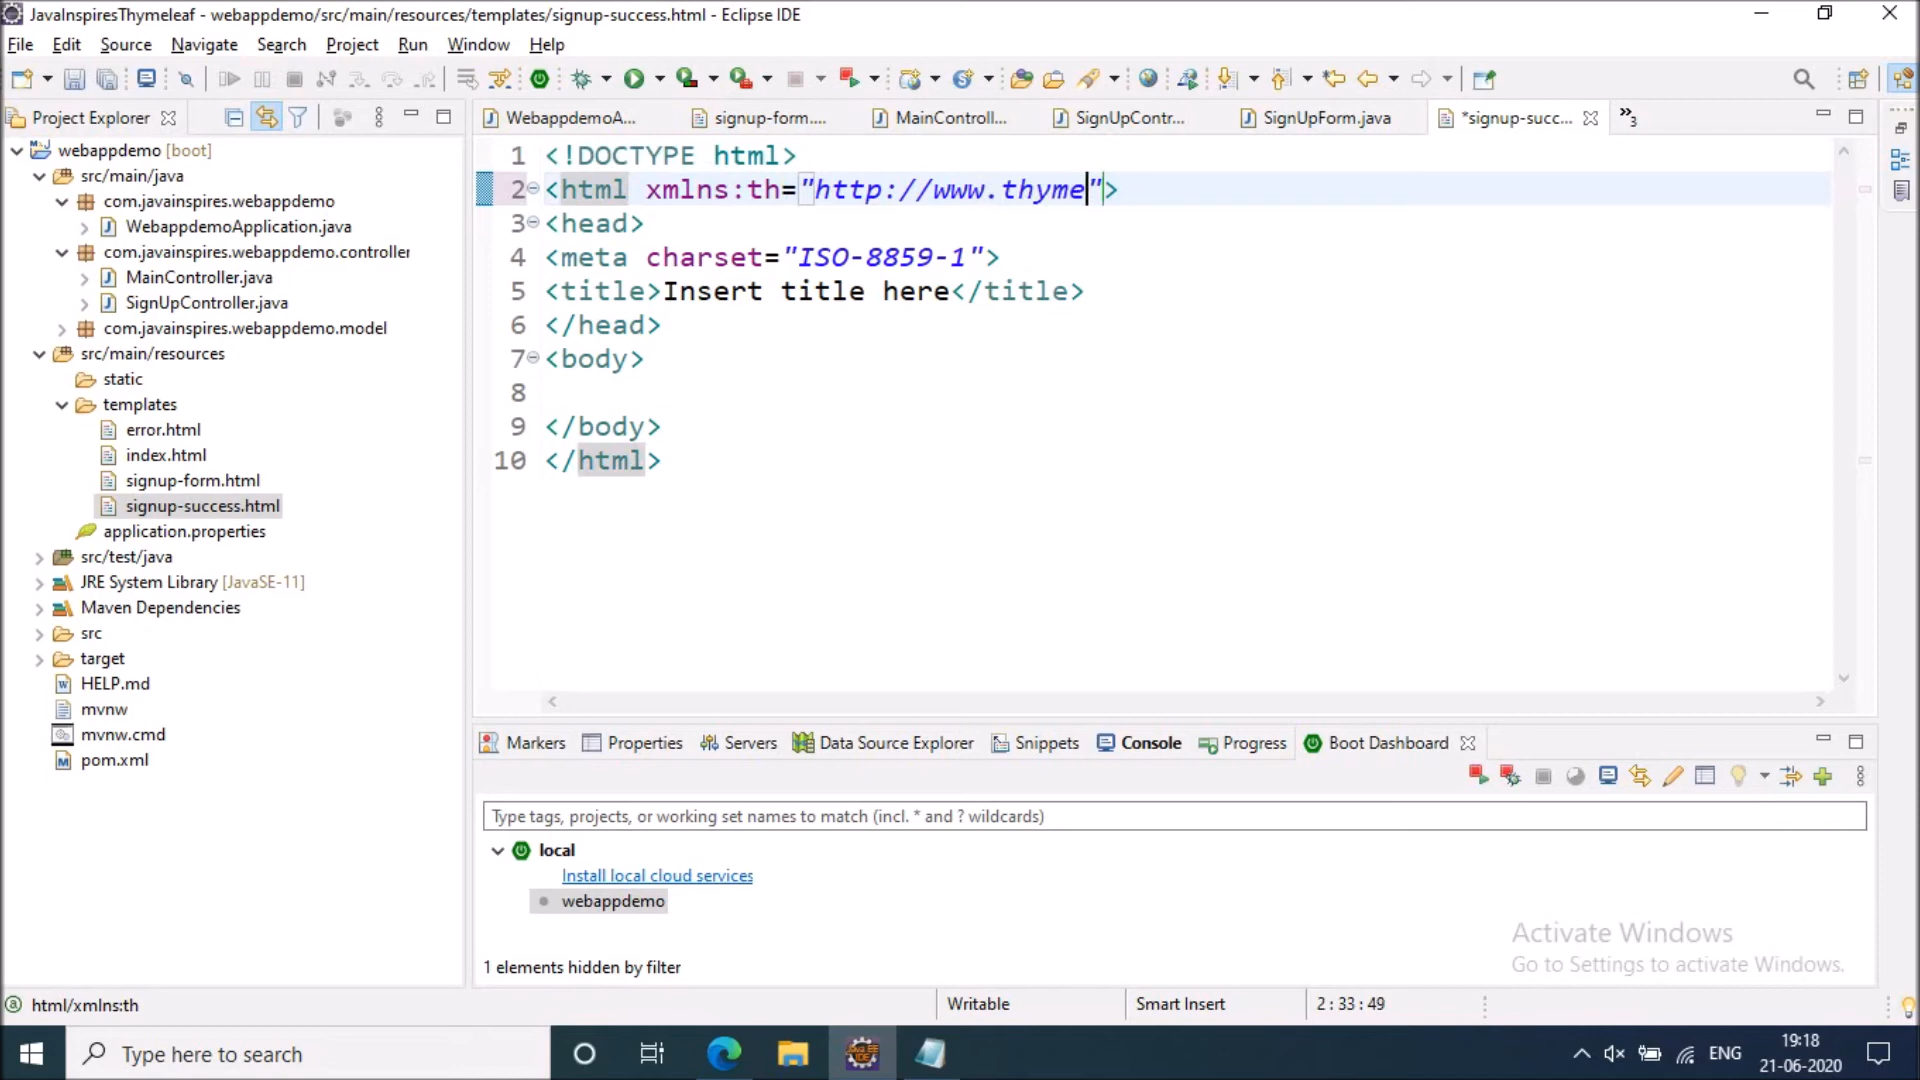 JavaInspiresThymeleaf - webappdemo/src/main/resources/templates/signup-success.html - Eclipse IDE
File Edit Source Navigate Search Project Run Window Help
Project Explorer
WebappdemoA... signup-form.... MainControll... SignUpContr... SignUpForm.java *signup-succ... »3
webappdemo [boot]
src/main/java
com.javainspires.webappdemo
WebappdemoApplication.java
com.javainspires.webappdemo.controller
MainController.java
SignUpController.java
com.javainspires.webappdemo.model
src/main/resources
static
templates
error.html
index.html
signup-form.html
signup-success.html
application.properties
src/test/java
JRE System Library [JavaSE-11]
Maven Dependencies
src
target
HELP.md
mvnw
mvnw.cmd
pom.xml
1 <!DOCTYPE html>
2 <html xmlns:th="http://www.thyme">
3 <head>
4 <meta charset="ISO-8859-1">
5 <title>Insert title here</title>
6 </head>
7 <body>
8
9 </body>
10 </html>
Markers Properties Servers Data Source Explorer Snippets Console Progress Boot Dashboard
Type tags, projects, or working set names to match (incl. * and ? wildcards)
local
Install local cloud services
webappdemo
1 elements hidden by filter
Activate Windows
Go to Settings to activate Windows.
html/xmlns:th Writable Smart Insert 2 : 33 : 49
Type here to search
ENG
19:18
21-06-2020